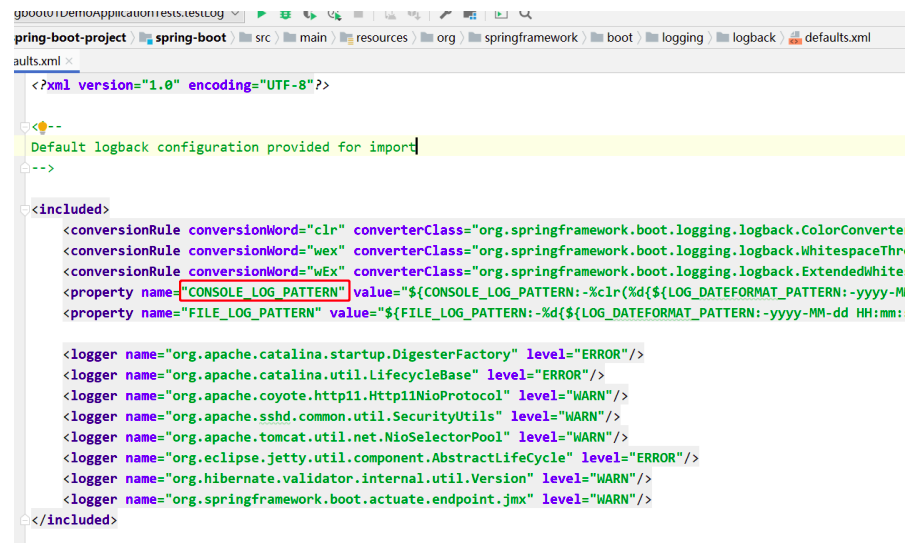 gboot01DemoApplicationTests.testLog
pring-boot-project spring-boot src main resources org springframework boot logging logback defaults.xml
aults.xml ×
<?xml version="1.0" encoding="UTF-8"?>
<!--
Default logback configuration provided for import
-->
<included>
<conversionRule conversionWord="clr" converterClass="org.springframework.boot.logging.logback.ColorConverte
<conversionRule conversionWord="wex" converterClass="org.springframework.boot.logging.logback.WhitespaceThr
<conversionRule conversionWord="wEx" converterClass="org.springframework.boot.logging.logback.ExtendedWhite
<property name="CONSOLE_LOG_PATTERN" value="${CONSOLE_LOG_PATTERN:-%clr(%d{${LOG_DATEFORMAT_PATTERN:-yyyy-M
<property name="FILE_LOG_PATTERN" value="${FILE_LOG_PATTERN:-%d{${LOG_DATEFORMAT_PATTERN:-yyyy-MM-dd HH:mm:
<logger name="org.apache.catalina.startup.DigesterFactory" level="ERROR"/>
<logger name="org.apache.catalina.util.LifecycleBase" level="ERROR"/>
<logger name="org.apache.coyote.http11.Http11NioProtocol" level="WARN"/>
<logger name="org.apache.sshd.common.util.SecurityUtils" level="WARN"/>
<logger name="org.apache.tomcat.util.net.NioSelectorPool" level="WARN"/>
<logger name="org.eclipse.jetty.util.component.AbstractLifeCycle" level="ERROR"/>
<logger name="org.hibernate.validator.internal.util.Version" level="WARN"/>
<logger name="org.springframework.boot.actuate.endpoint.jmx" level="WARN"/>
</included>